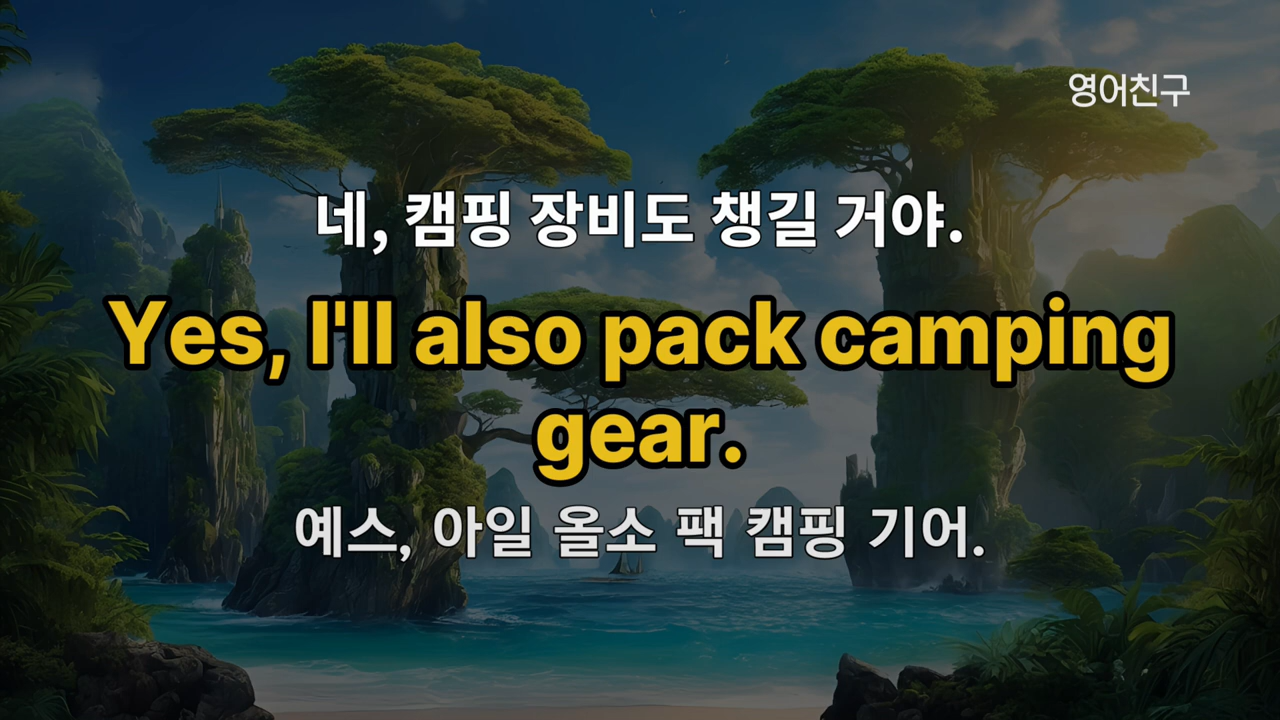 영어친구
네, 캠핑 장비도 챙길 거야.
Yes, I'll also pack camping
gear.
예스, 아일 올소 팩 캠핑 기어.